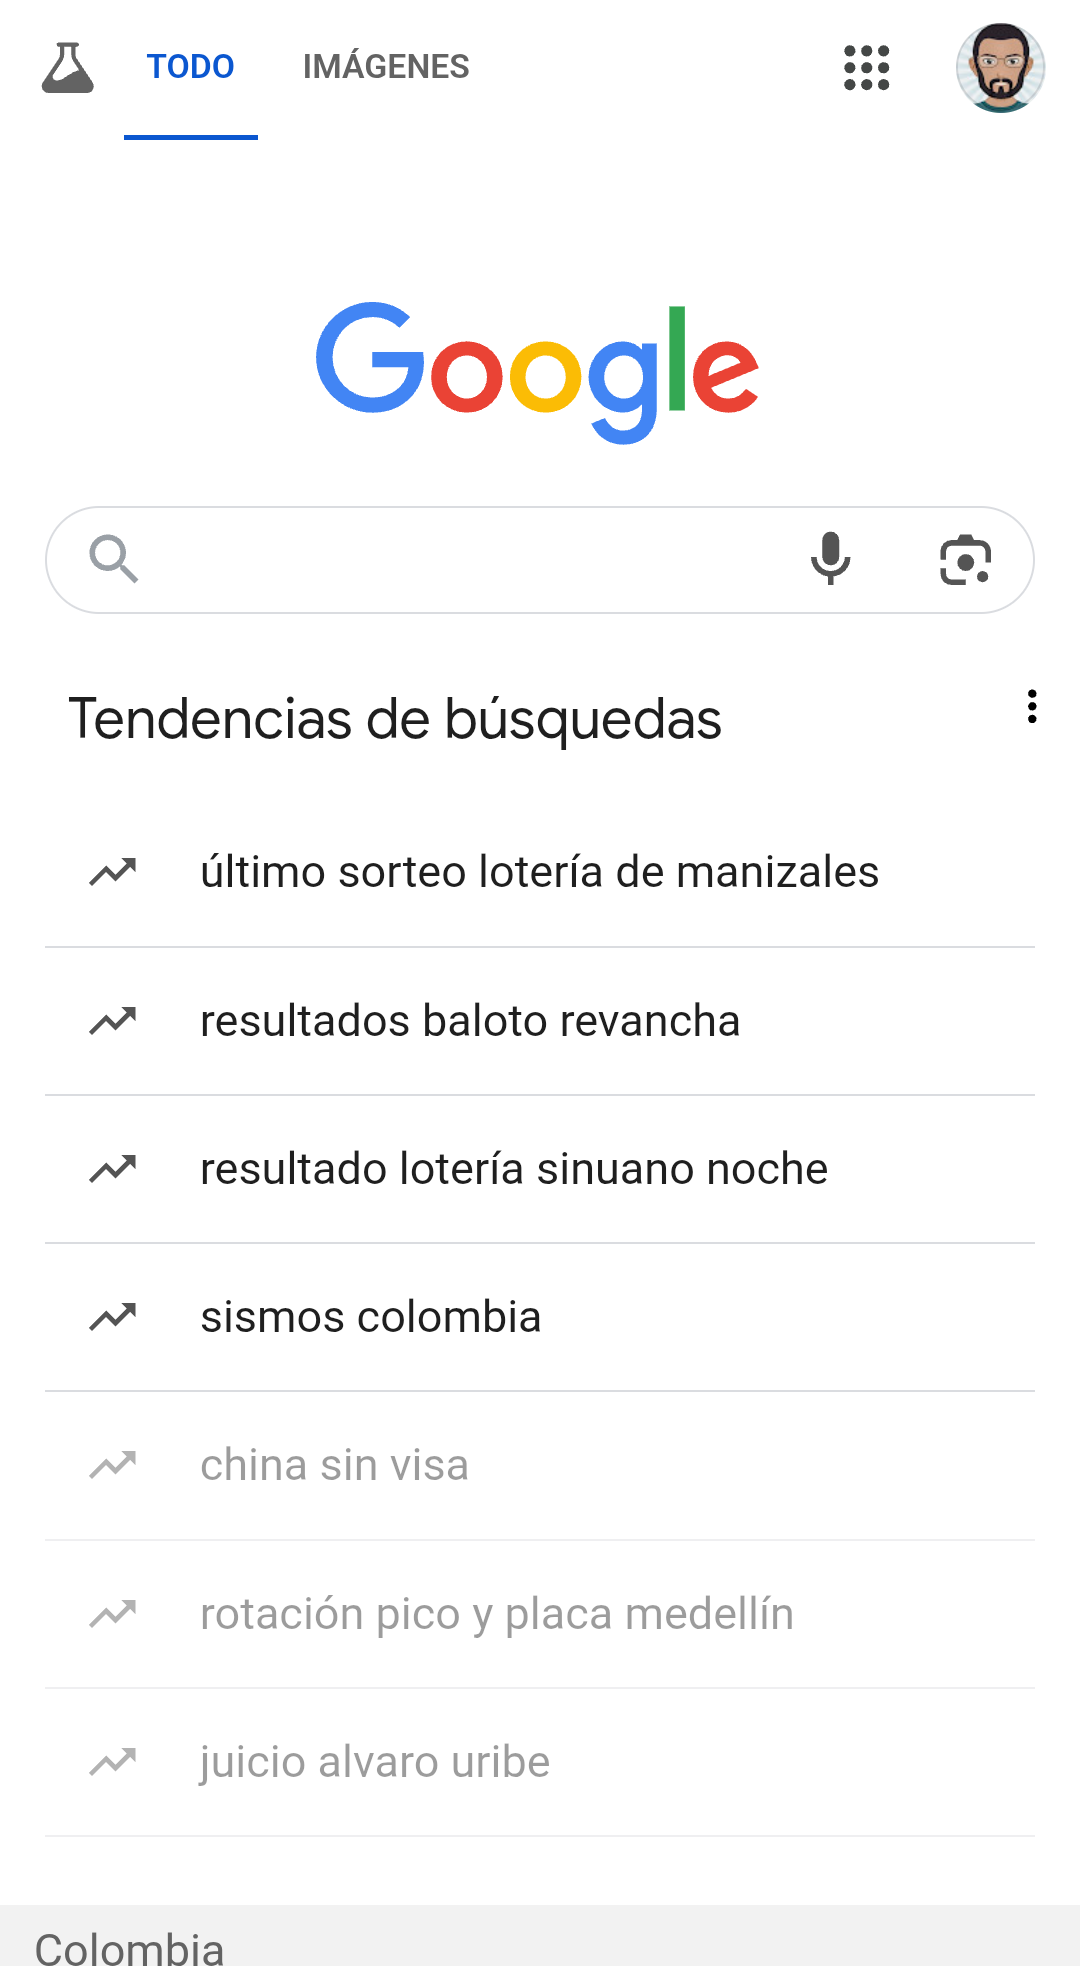 TODO IMÁGENES
Google
Tendencias de búsquedas
último sorteo lotería de manizales
resultados baloto revancha
resultado lotería sinuano noche
sismos colombia
china sin visa
rotación pico y placa medellín
juicio alvaro uribe
Colombia